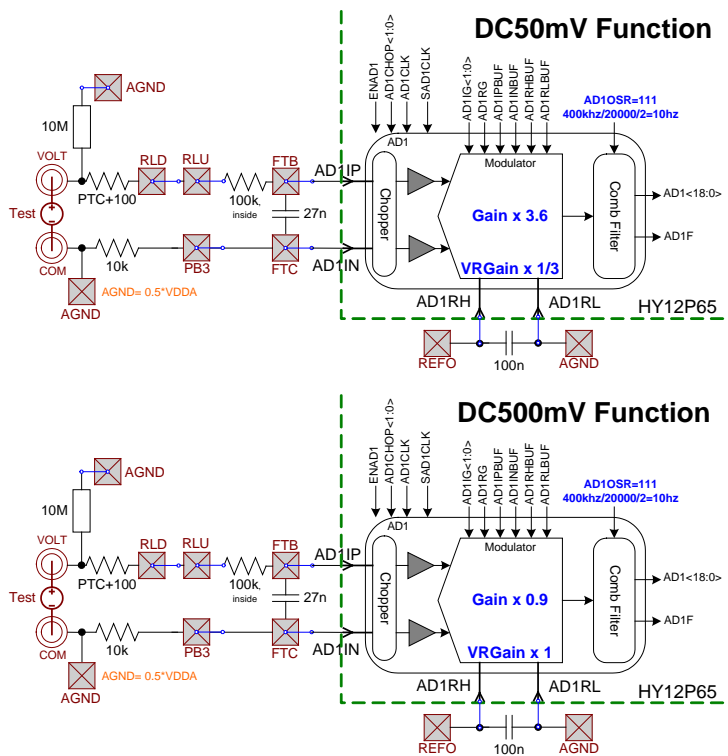 DC50mV Function
AGND
ENAD1
AD1CHOP<1:0>
AD1CLK
SAD1CLK
AD1IG<1:0>
AD1RG
AD1IPBUF
AD1INBUF
AD1RHBUF
AD1RLBUF
AD1OSR=111
400khz/20000/2=10hz
10M
AD1
VOLT
RLD
RLU
FTB
AD1IP
Modulator
PTC+100
100k,
inside
27n
Chopper
Gain x 3.6
Comb Filter
AD1<18:0>
Test
AD1F
COM
10k
PB3
FTC
AD1IN
VRGain x 1/3
AGND
AGND= 0.5*VDDA
AD1RH
AD1RL
HY12P65
REFO
100n
AGND
DC500mV Function
AGND
ENAD1
AD1CHOP<1:0>
AD1CLK
SAD1CLK
AD1IG<1:0>
AD1RG
AD1IPBUF
AD1INBUF
AD1RHBUF
AD1RLBUF
AD1OSR=111
400khz/20000/2=10hz
10M
AD1
VOLT
RLD
RLU
FTB
AD1IP
Modulator
PTC+100
100k,
inside
27n
Chopper
Gain x 0.9
Comb Filter
AD1<18:0>
Test
AD1F
COM
10k
PB3
FTC
AD1IN
VRGain x 1
AGND
AGND= 0.5*VDDA
AD1RH
AD1RL
HY12P65
REFO
100n
AGND